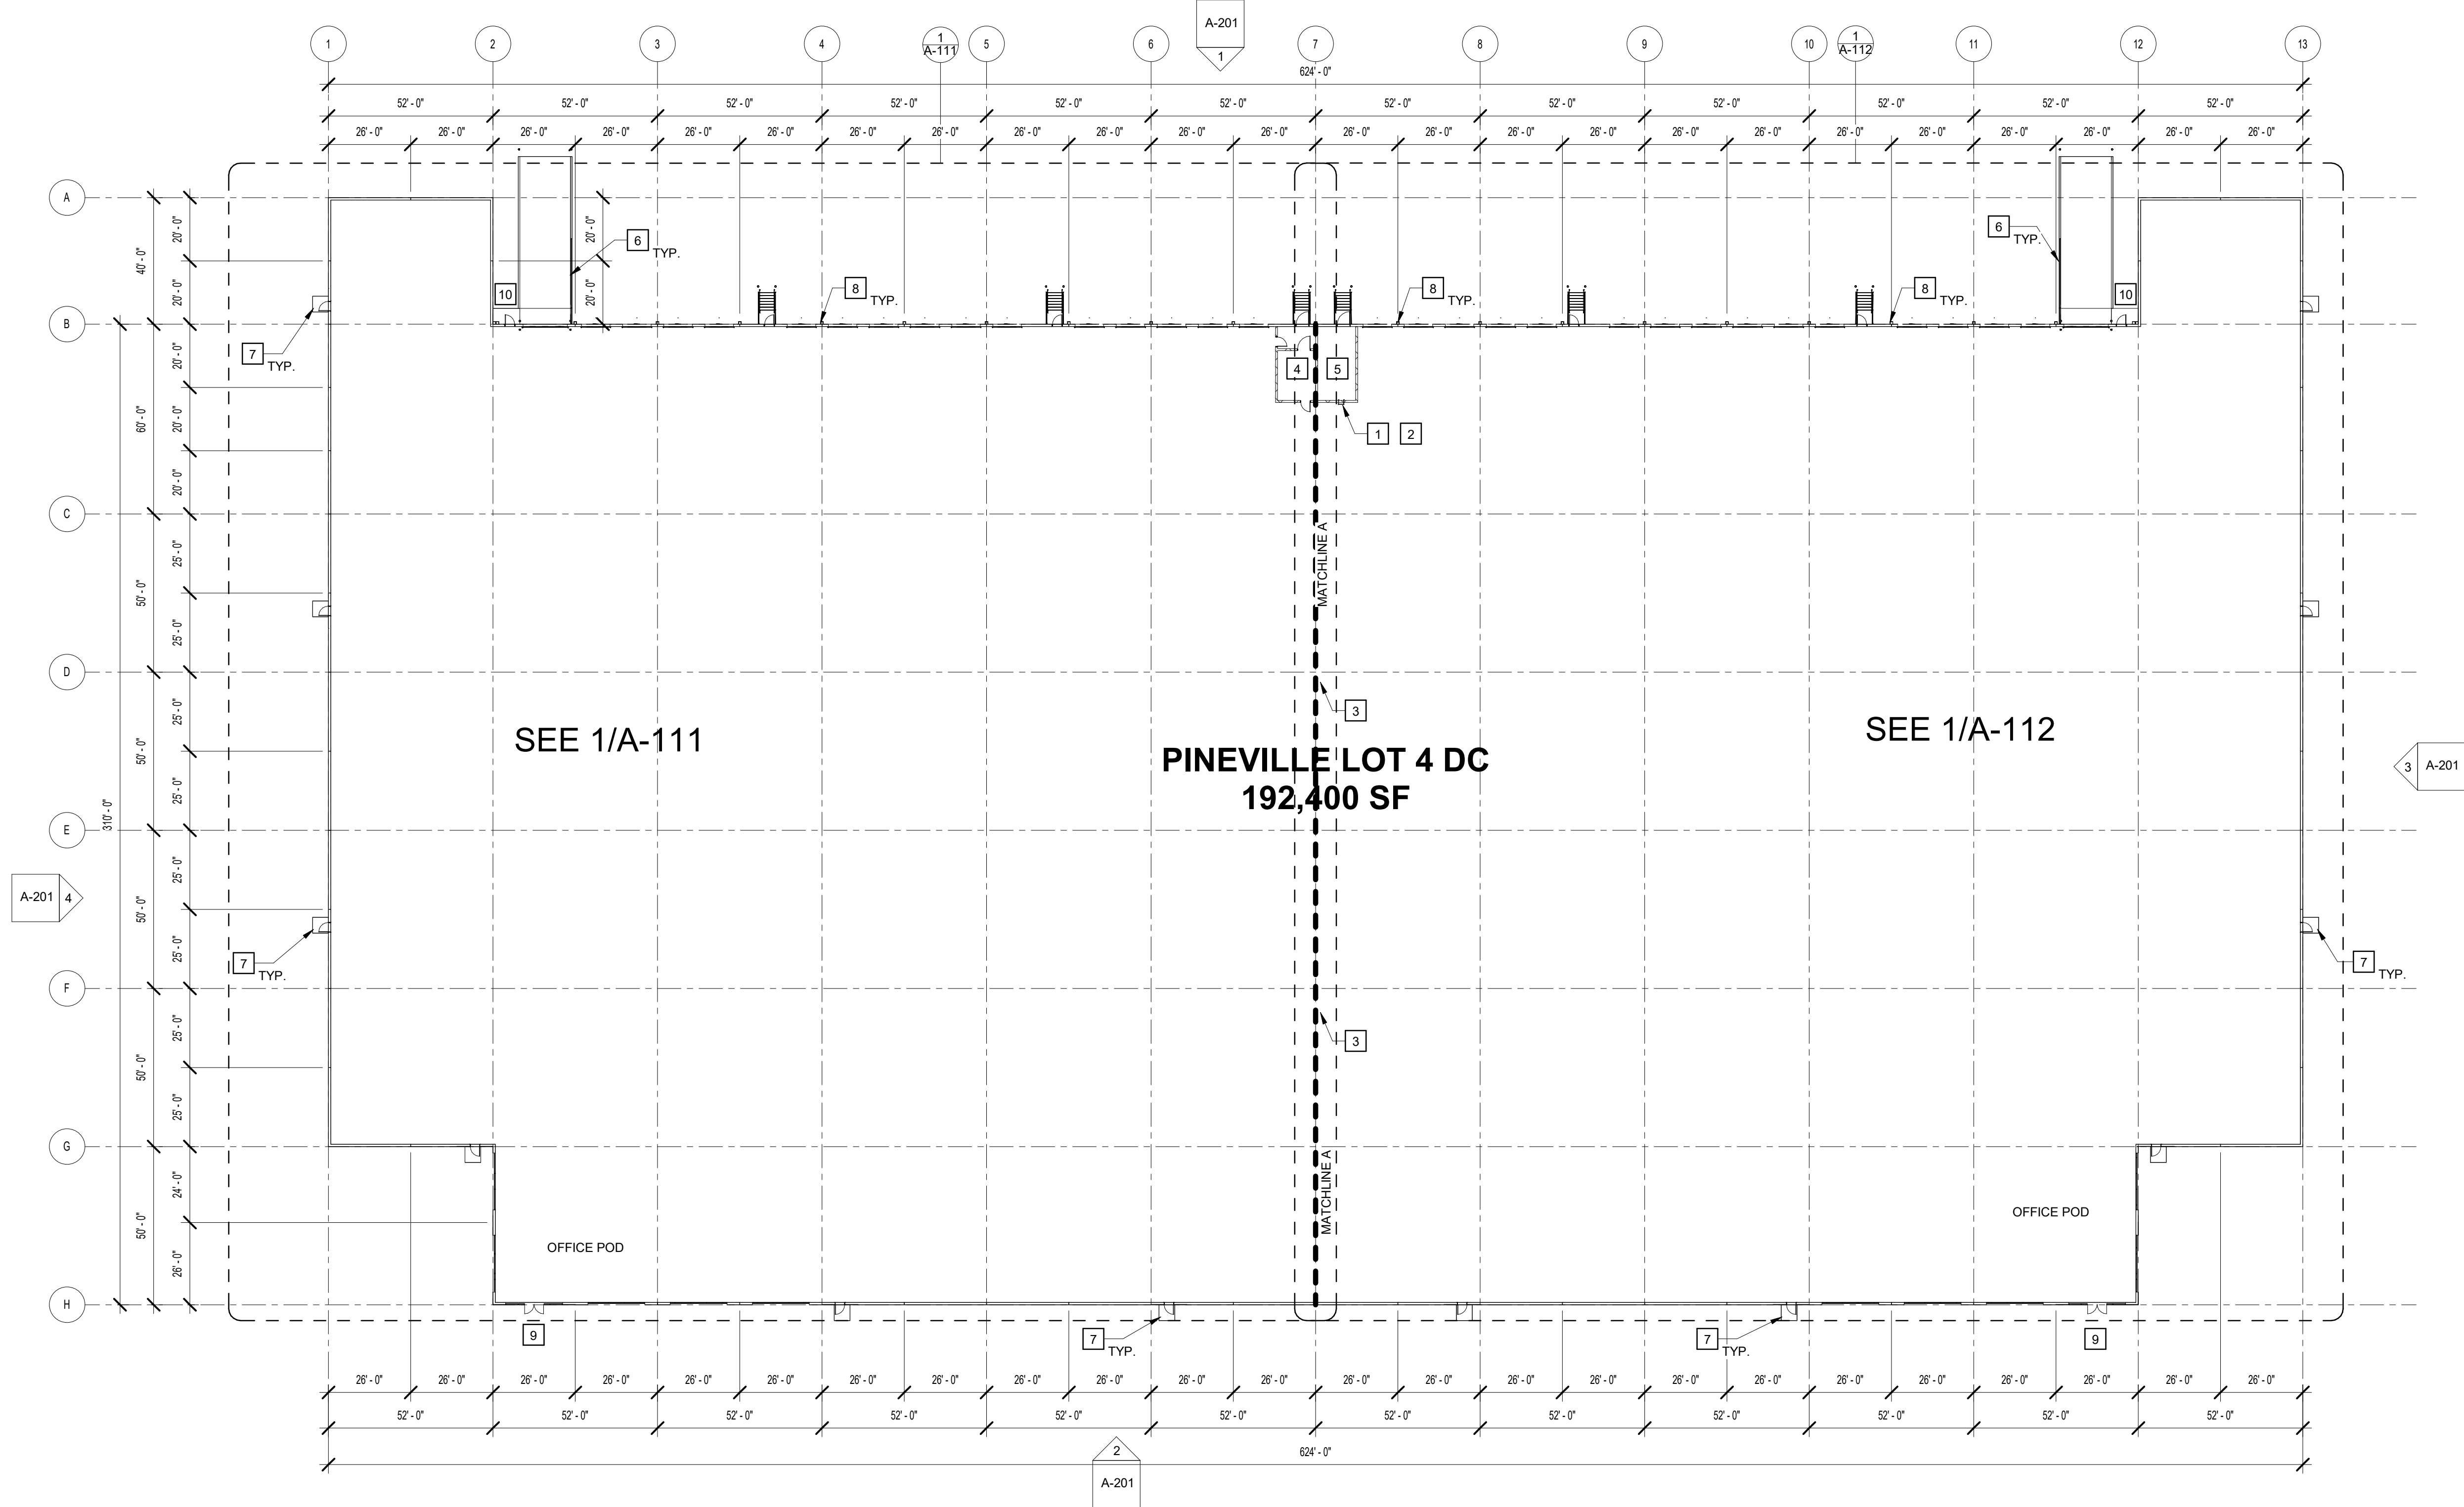 A-201
1
1 2 3 4 1 5 6 7 8 9 10 1 11 12 13
A-111 A-112
624' - 0"
52' - 0" 52' - 0" 52' - 0" 52' - 0" 52' - 0" 52' - 0" 52' - 0" 52' - 0" 52' - 0" 52' - 0" 52' - 0" 52' - 0"
26' - 0" 26' - 0" 26' - 0" 26' - 0" 26' - 0" 26' - 0" 26' - 0" 26' - 0" 26' - 0" 26' - 0" 26' - 0" 26' - 0" 26' - 0" 26' - 0" 26' - 0" 26' - 0" 26' - 0" 26' - 0" 26' - 0" 26' - 0" 26' - 0" 26' - 0" 26' - 0" 26' - 0"
A
20' - 0"
20' - 0"
40' - 0"
6
TYP.
6
TYP.
20' - 0"
20' - 0"
10
8
TYP.
8
TYP.
8
TYP.
10
B
7
TYP.
20' - 0"
4
5
60' - 0"
20' - 0"
1 2
20' - 0"
C
25' - 0"
MATCHLINE A
50' - 0"
25' - 0"
D
25' - 0"
3
SEE 1/A-111
SEE 1/A-112
50' - 0"
PINEVILLE LOT 4 DC
192,400 SF
3
A-201
25' - 0"
310' - 0"
E
25' - 0"
A-201
4
50' - 0"
25' - 0"
7
TYP.
7
TYP.
F
25' - 0"
3
50' - 0"
25' - 0"
G
24' - 0"
MATCHLINE A
50' - 0"
OFFICE POD
OFFICE POD
26' - 0"
H
9
7
TYP.
7
TYP.
9
26' - 0" 26' - 0" 26' - 0" 26' - 0" 26' - 0" 26' - 0" 26' - 0" 26' - 0" 26' - 0" 26' - 0" 26' - 0" 26' - 0" 26' - 0" 26' - 0" 26' - 0" 26' - 0" 26' - 0" 26' - 0" 26' - 0" 26' - 0" 26' - 0" 26' - 0" 26' - 0" 26' - 0"
52' - 0" 52' - 0" 52' - 0" 52' - 0" 52' - 0" 52' - 0" 52' - 0" 52' - 0" 52' - 0" 52' - 0" 52' - 0" 52' - 0"
624' - 0"
2
A-201